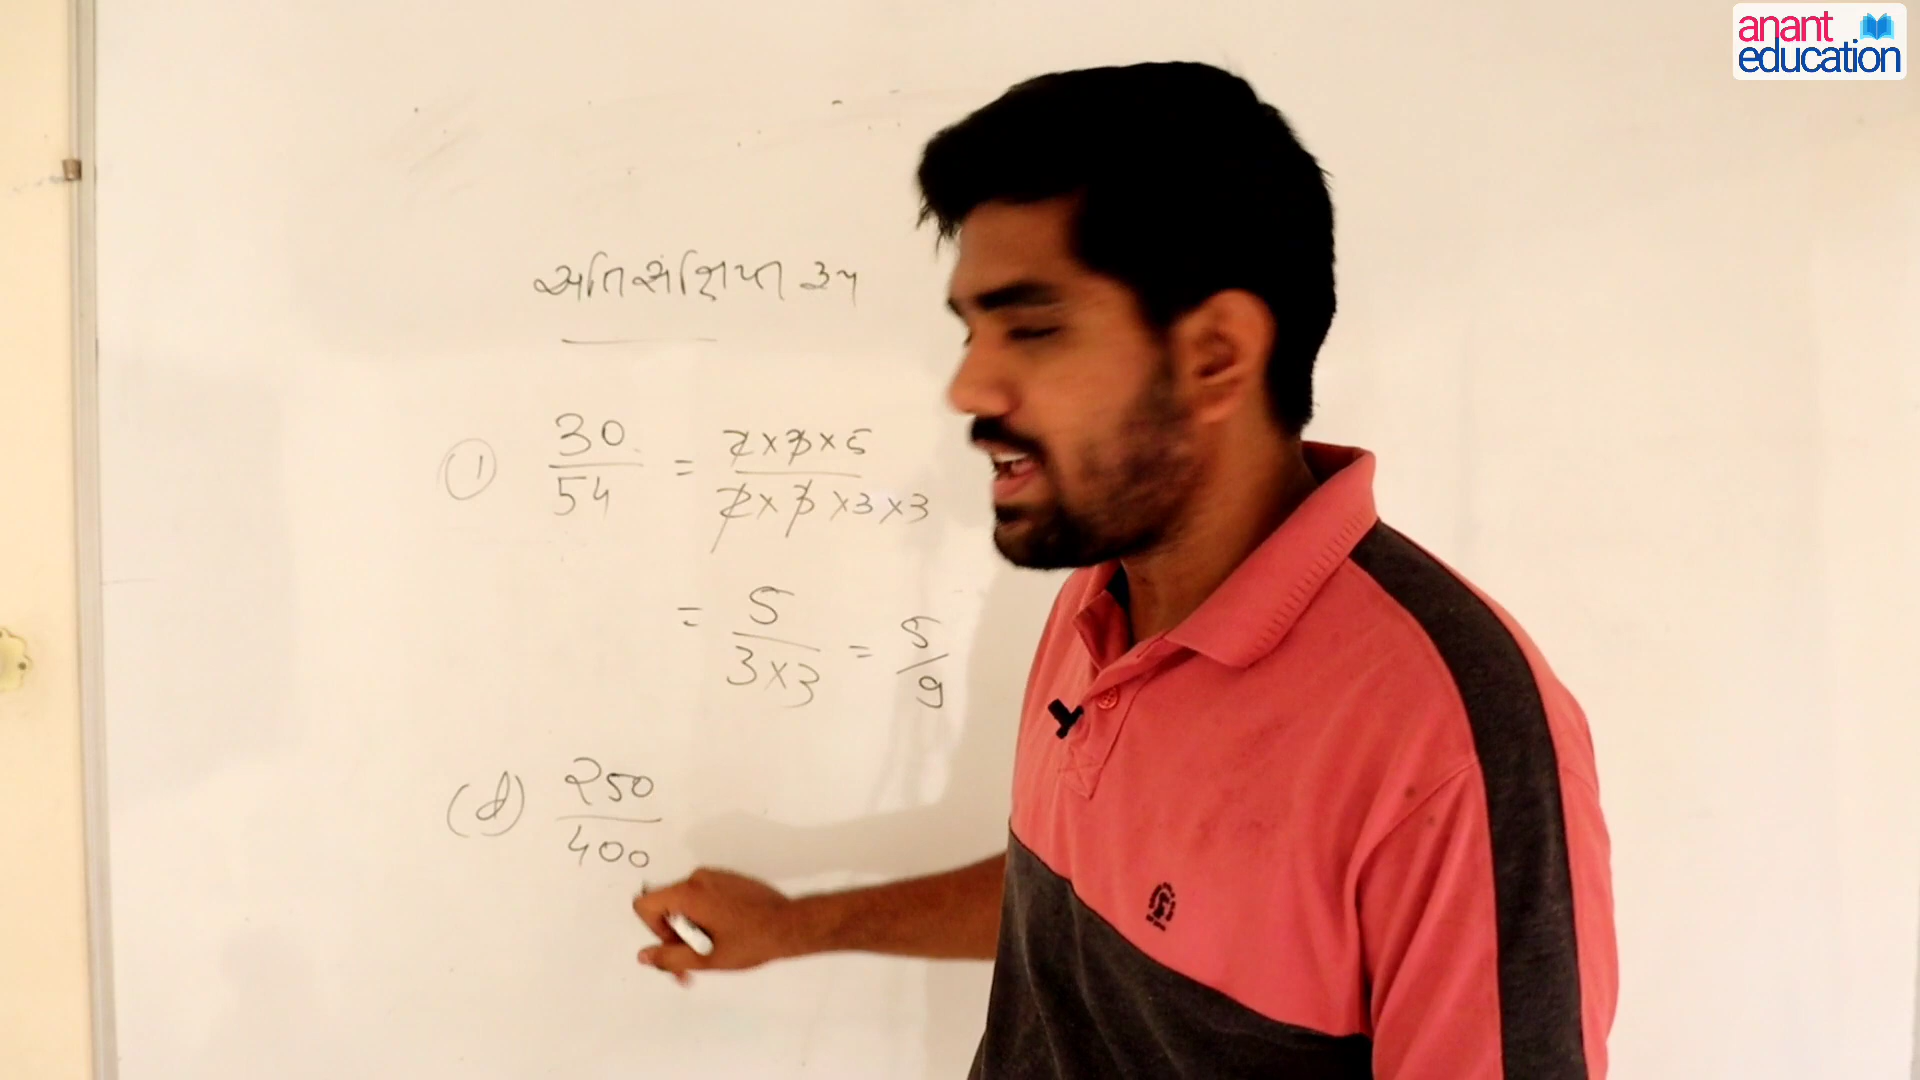 anant
education
અતિસંક્ષિપ્ત રૂપ
① 30/54 = 2×3×5 / 2×3×3×3
= 5 / 3×3 = 5/9
(d) 250/400